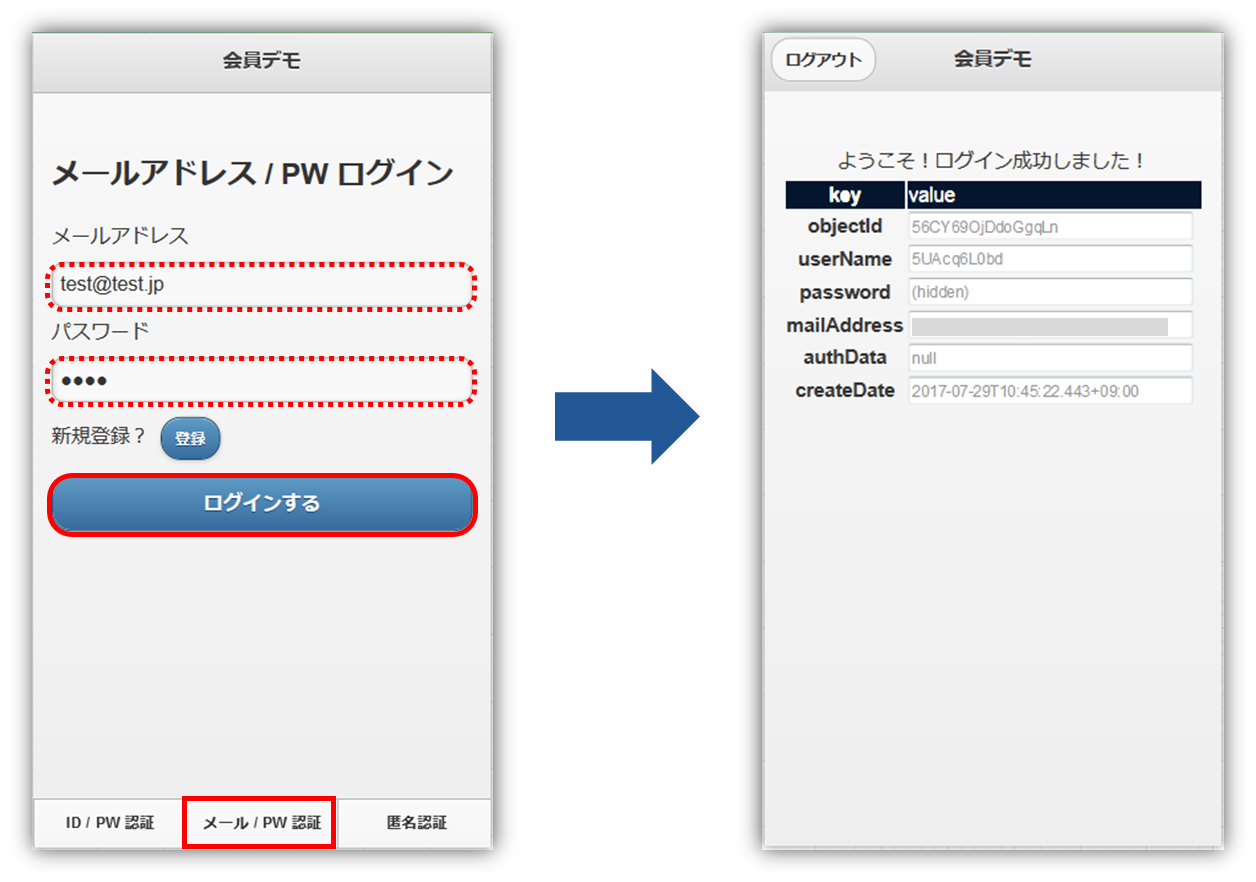 会員デモ
メールアドレス / PW ログイン
メールアドレス
test@test.jp
パスワード
●●●●
新規登録？ 登録
ログインする
ID / PW 認証 メール / PW 認証 匿名認証
ログアウト 会員デモ
ようこそ！ログイン成功しました！
key value
objectId 56CY69OjDdoGgqLn
userName 5UAcq6L0bd
password (hidden)
mailAddress
authData null
createDate 2017-07-29T10:45:22.443+09:00